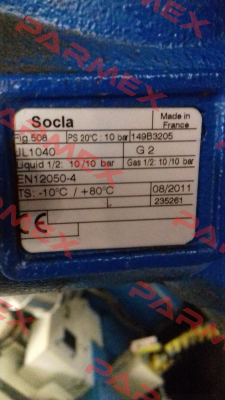 Socla
Made in France
Fig.508 PS 20°C : 10 bar 149B3205
JL1040 G 2
Liquid 1/2: 10/10 bar Gas 1/2: 10/10 bar
EN12050-4
TS: -10°C / +80°C 08/2011
235261
L
CE
PARMEX
PARMEX
PARMEX
PARMEX
PARMEX